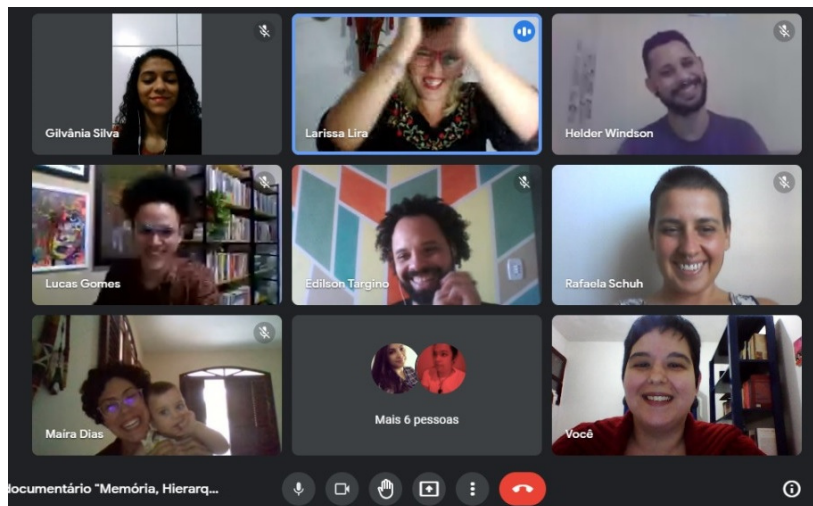 Gilvânia Silva
Larissa Lira
Helder Windson
Lucas Gomes
Edilson Targino
Rafaela Schuh
Maíra Dias
Mais 6 pessoas
Você
documentário "Memória, Hierarq...